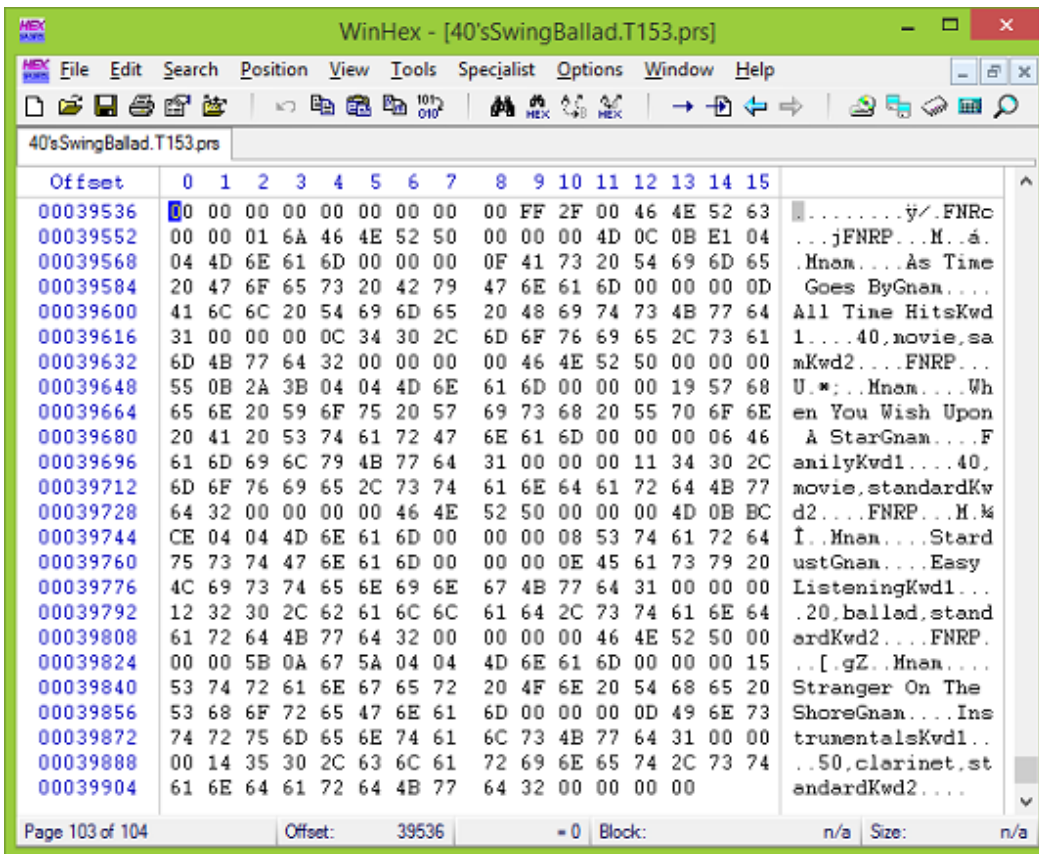 WinHex - [40'sSwingBallad.T153.prs]
File Edit Search Position View Tools Specialist Options Window Help
40'sSwingBallad.T153.prs
Offset 0 1 2 3 4 5 6 7 8 9 10 11 12 13 14 15
00039536 00 00 00 00 00 00 00 00 00 FF 2F 00 46 4E 52 63 .........ÿ/.FNRc
00039552 00 00 01 6A 46 4E 52 50 00 00 00 4D 0C 0B E1 04 ...jFNRP...M..á.
00039568 04 4D 6E 61 6D 00 00 00 0F 41 73 20 54 69 6D 65 .Mnam....As Time
00039584 20 47 6F 65 73 20 42 79 47 6E 61 6D 00 00 00 0D Goes ByGnam....
00039600 41 6C 6C 20 54 69 6D 65 20 48 69 74 73 4B 77 64 All Time HitsKwd
00039616 31 00 00 00 0C 34 30 2C 6D 6F 76 69 65 2C 73 61 1....40,movie,sa
00039632 6D 4B 77 64 32 00 00 00 00 46 4E 52 50 00 00 00 mKwd2....FNRP...
00039648 55 0B 2A 3B 04 04 4D 6E 61 6D 00 00 00 19 57 68 U.*;..Mnam....Wh
00039664 65 6E 20 59 6F 75 20 57 69 73 68 20 55 70 6F 6E en You Wish Upon
00039680 20 41 20 53 74 61 72 47 6E 61 6D 00 00 00 06 46 A StarGnam....F
00039696 61 6D 69 6C 79 4B 77 64 31 00 00 00 11 34 30 2C amilyKwd1....40,
00039712 6D 6F 76 69 65 2C 73 74 61 6E 64 61 72 64 4B 77 movie,standardKw
00039728 64 32 00 00 00 00 46 4E 52 50 00 00 00 4D 0B BC d2....FNRP...M.¼
00039744 CE 04 04 4D 6E 61 6D 00 00 00 08 53 74 61 72 64 Î..Mnam....Stard
00039760 75 73 74 47 6E 61 6D 00 00 00 0E 45 61 73 79 20 ustGnam....Easy
00039776 4C 69 73 74 65 6E 69 6E 67 4B 77 64 31 00 00 00 ListeningKwd1...
00039792 12 32 30 2C 62 61 6C 6C 61 64 2C 73 74 61 6E 64 .20,ballad,stand
00039808 61 72 64 4B 77 64 32 00 00 00 00 46 4E 52 50 00 ardKwd2....FNRP.
00039824 00 00 5B 0A 67 5A 04 04 4D 6E 61 6D 00 00 00 15 ..[.gZ..Mnam....
00039840 53 74 72 61 6E 67 65 72 20 4F 6E 20 54 68 65 20 Stranger On The
00039856 53 68 6F 72 65 47 6E 61 6D 00 00 00 0D 49 6E 73 ShoreGnam....Ins
00039872 74 72 75 6D 65 6E 74 61 6C 73 4B 77 64 31 00 00 trumentalsKwd1..
00039888 00 14 35 30 2C 63 6C 61 72 69 6E 65 74 2C 73 74 ..50,clarinet,st
00039904 61 6E 64 61 72 64 4B 77 64 32 00 00 00 00 andardKwd2....
Page 103 of 104 Offset: 39536 = 0 Block: n/a Size: n/a